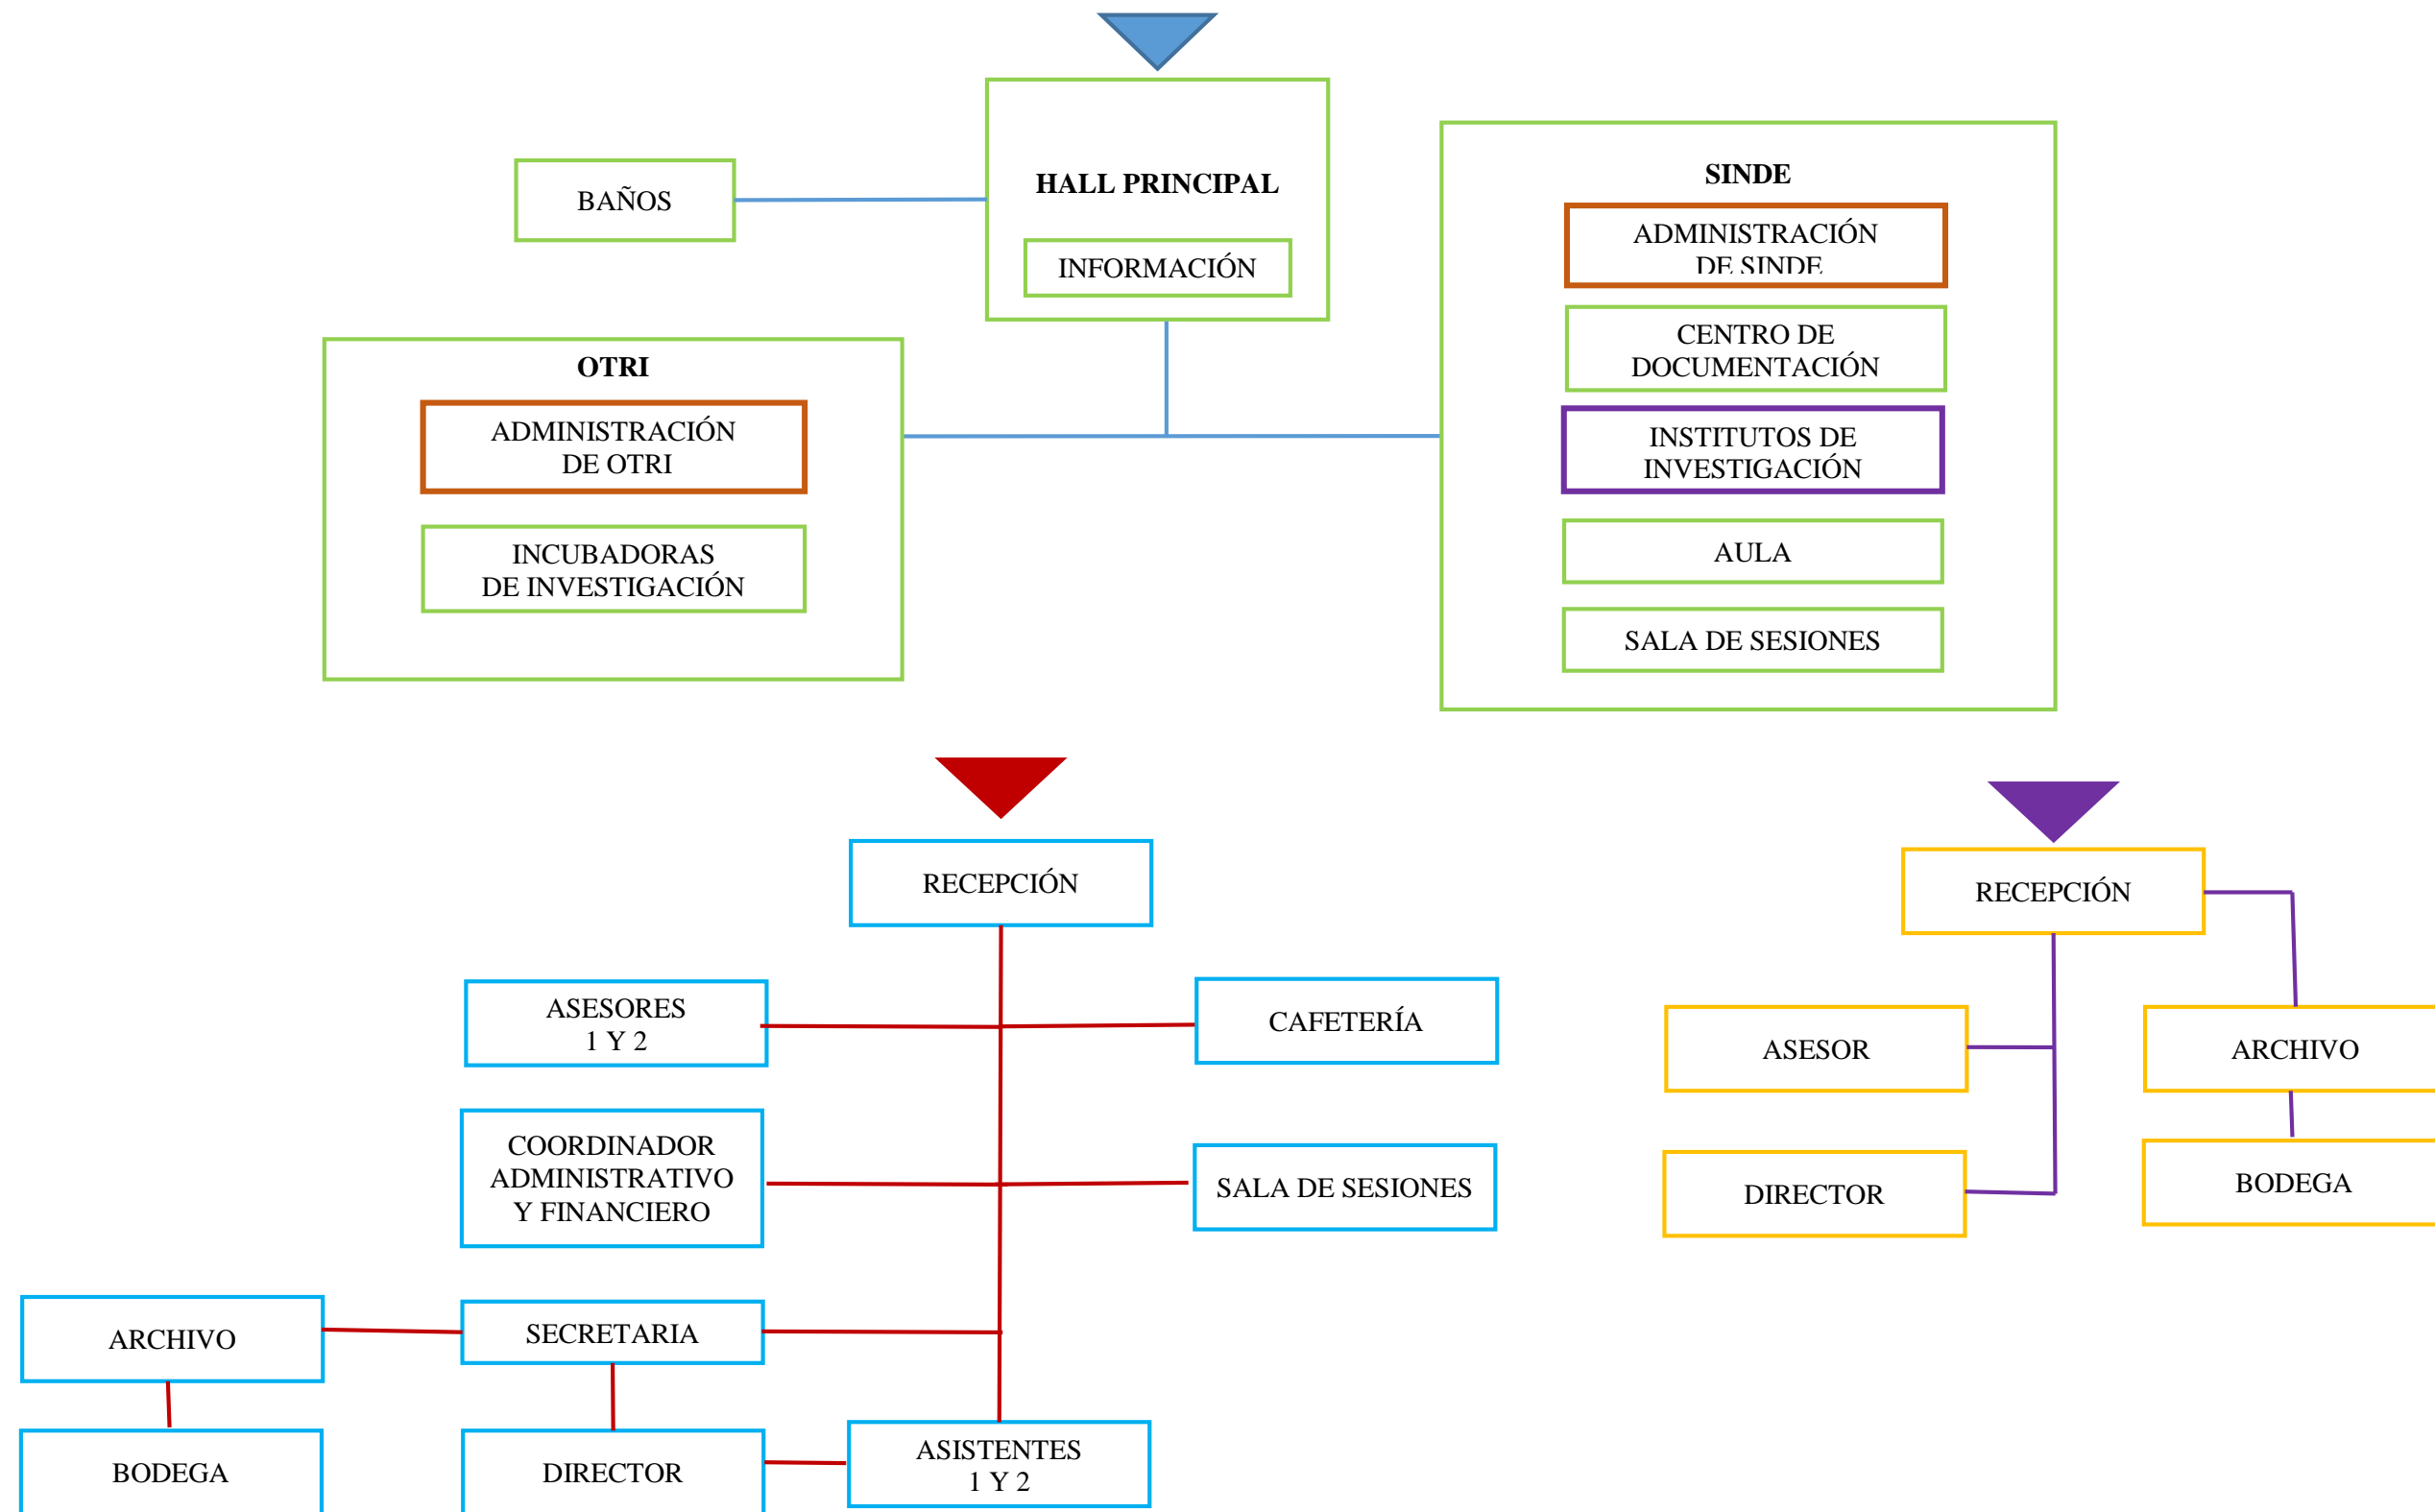 HALL PRINCIPAL
INFORMACIÓN
BAÑOS
SINDE
ADMINISTRACIÓN
DE SINDE
CENTRO DE
DOCUMENTACIÓN
INSTITUTOS DE
INVESTIGACIÓN
AULA
SALA DE SESIONES
OTRI
ADMINISTRACIÓN
DE OTRI
INCUBADORAS
DE INVESTIGACIÓN
RECEPCIÓN
ASESORES
1 Y 2
CAFETERÍA
COORDINADOR
ADMINISTRATIVO
Y FINANCIERO
SALA DE SESIONES
ARCHIVO
SECRETARIA
BODEGA
DIRECTOR
ASISTENTES
1 Y 2
RECEPCIÓN
ASESOR
ARCHIVO
DIRECTOR
BODEGA